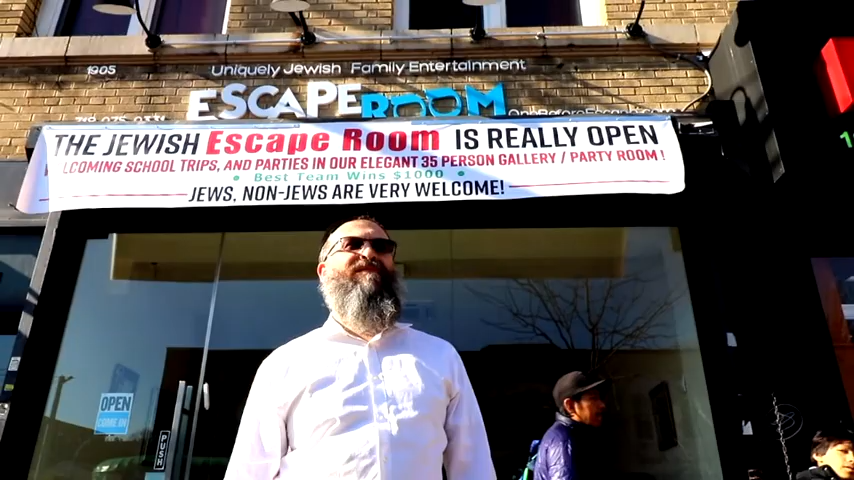 1905
Uniquely Jewish Family Entertainment
ESCAPE ROOM
THE JEWISH Escape Room IS REALLY OPEN
LCOMING SCHOOL TRIPS, AND PARTIES IN OUR ELEGANT 35 PERSON GALLERY / PARTY ROOM!
• Best Team Wins $1000 •
JEWS, NON-JEWS ARE VERY WELCOME!
OPEN
COME IN
PUSH